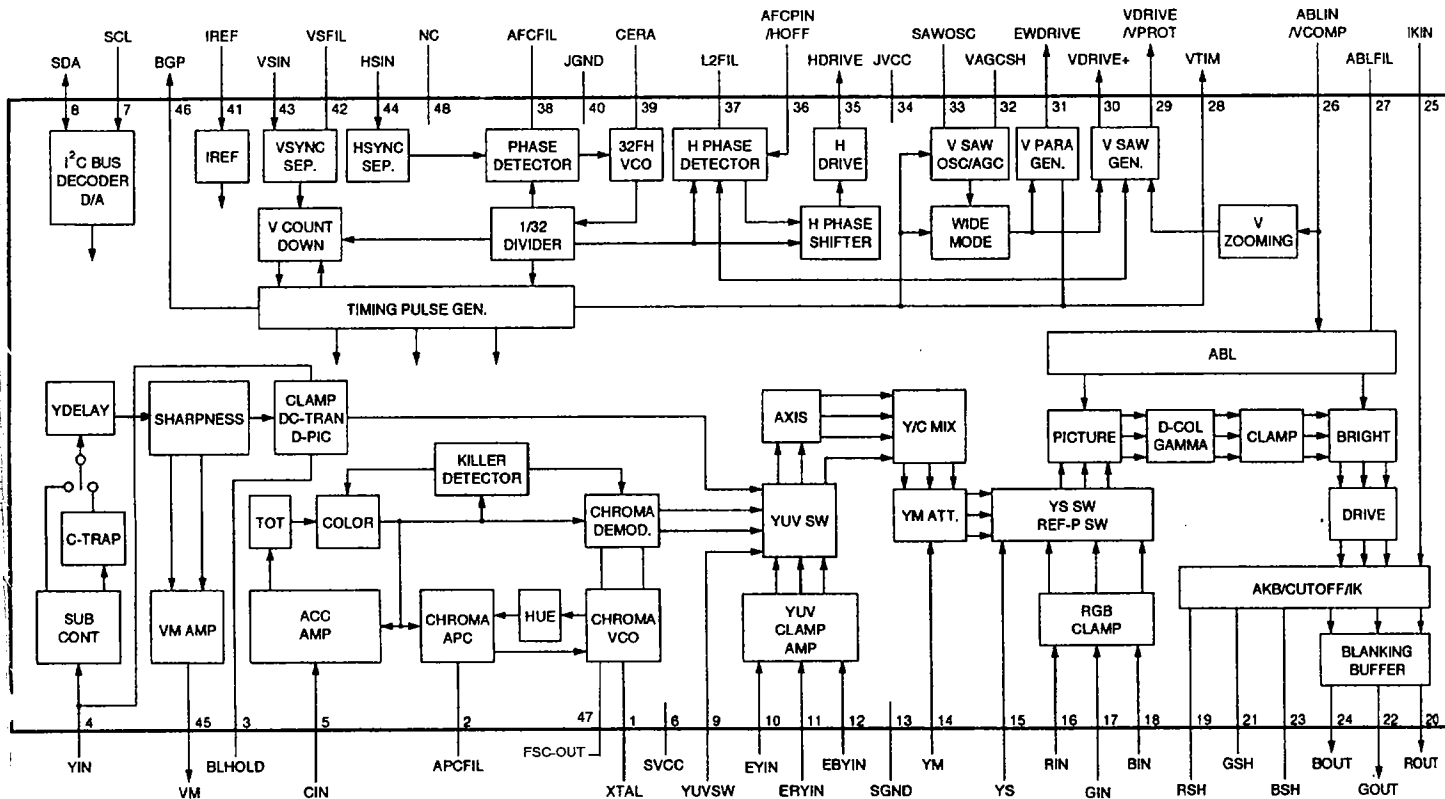 SDA
SCL
BGP
IREF
VSIN
VSFIL
HSIN
NC
AFCFIL
JGND
CERA
L2FIL
AFCPIN
/HOFF
HDRIVE
JVCC
SAWOSC
VAGCSH
EWDRIVE
VDRIVE+
VDRIVE
/VPROT
VTIM
ABLIN
/VCOMP
ABLFIL
IKIN
8
7
46
41
43
42
44
48
38
40
39
37
36
35
34
33
32
31
30
29
28
26
27
25
I²C BUS
DECODER
D/A
IREF
VSYNC
SEP.
HSYNC
SEP.
PHASE
DETECTOR
32FH
VCO
H PHASE
DETECTOR
H
DRIVE
V SAW
OSC/AGC
V PARA
GEN.
V SAW
GEN.
V COUNT
DOWN
1/32
DIVIDER
H PHASE
SHIFTER
WIDE
MODE
V
ZOOMING
TIMING PULSE GEN.
ABL
YDELAY
SHARPNESS
CLAMP
DC-TRAN
D-PIC
AXIS
Y/C MIX
PICTURE
D-COL
GAMMA
CLAMP
BRIGHT
KILLER
DETECTOR
TOT
COLOR
CHROMA
DEMOD.
YUV SW
YM ATT.
YS SW
REF-P SW
DRIVE
C-TRAP
SUB
CONT
VM AMP
ACC
AMP
CHROMA
APC
HUE
CHROMA
VCO
YUV
CLAMP
AMP
RGB
CLAMP
AKB/CUTOFF/IK
BLANKING
BUFFER
4
45
3
5
2
47
1
6
9
10
11
12
13
14
15
16
17
18
19
21
23
24
22
20
YIN
VM
BLHOLD
CIN
APCFIL
FSC-OUT
XTAL
SVCC
YUVSW
EYIN
ERYIN
EBYIN
SGND
YM
YS
RIN
GIN
BIN
RSH
GSH
BSH
BOUT
GOUT
ROUT